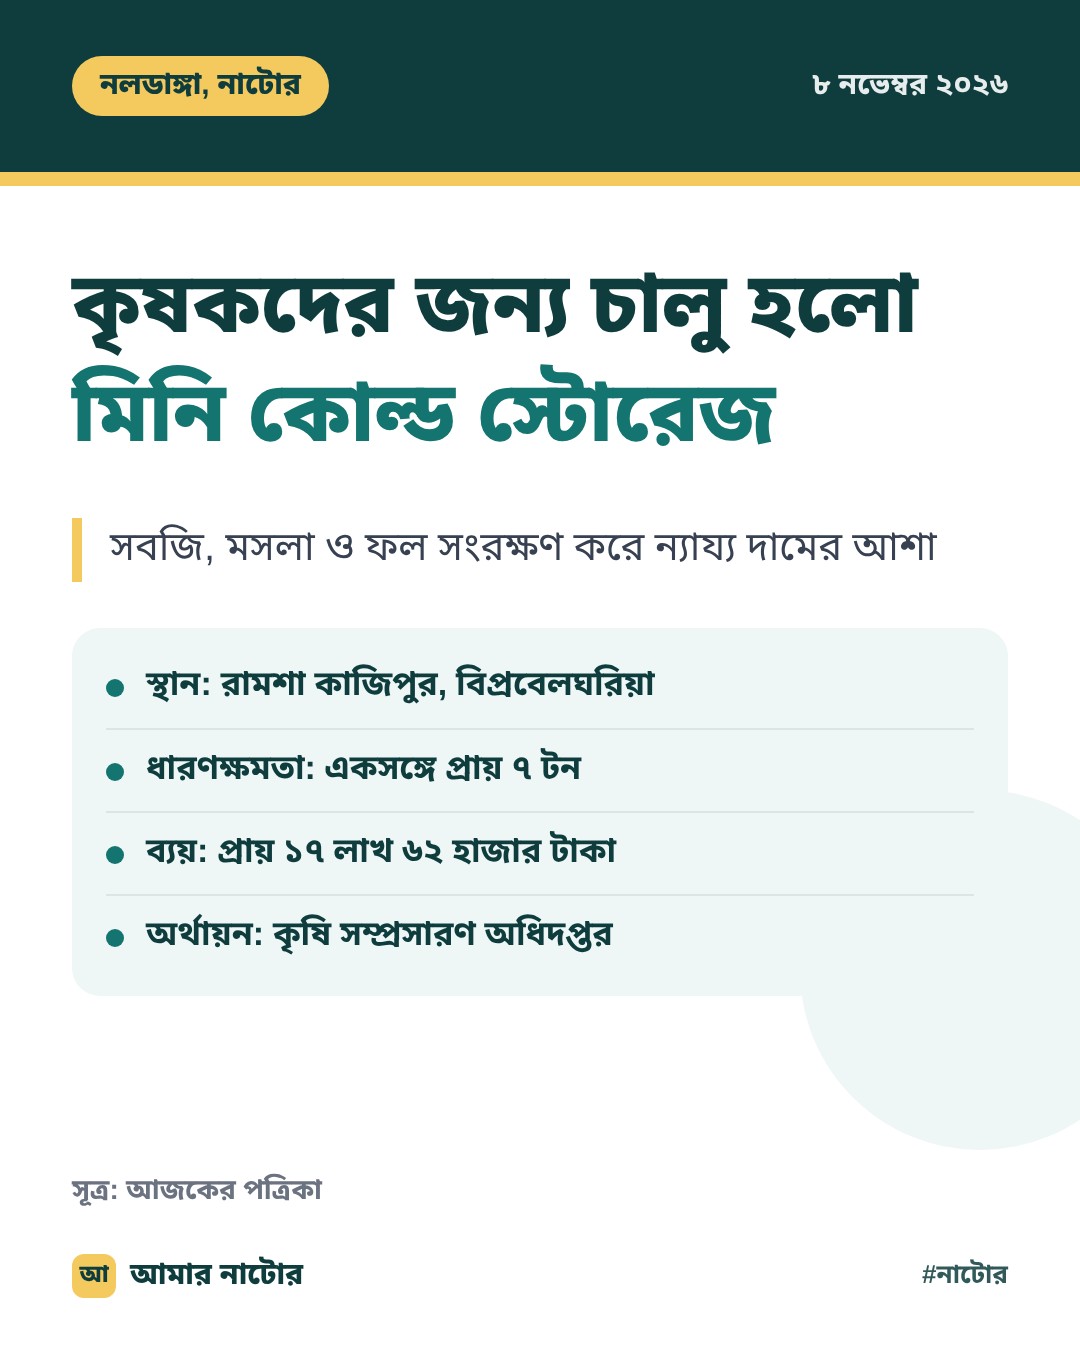 নলডাঙ্গা, নাটোর
৮ নভেম্বর ২০২৬
কৃষকদের জন্য চালু হলো
মিনি কোল্ড স্টোরেজ
সবজি, মসলা ও ফল সংরক্ষণ করে ন্যায্য দামের আশা
স্থান: রামশা কাজিপুর, বিপ্রবেলঘরিয়া
ধারণক্ষমতা: একসঙ্গে প্রায় ৭ টন
ব্যয়: প্রায় ১৭ লাখ ৬২ হাজার টাকা
অর্থায়ন: কৃষি সম্প্রসারণ অধিদপ্তর
সূত্র: আজকের পত্রিকা
আ আমার নাটোর
#নাটোর